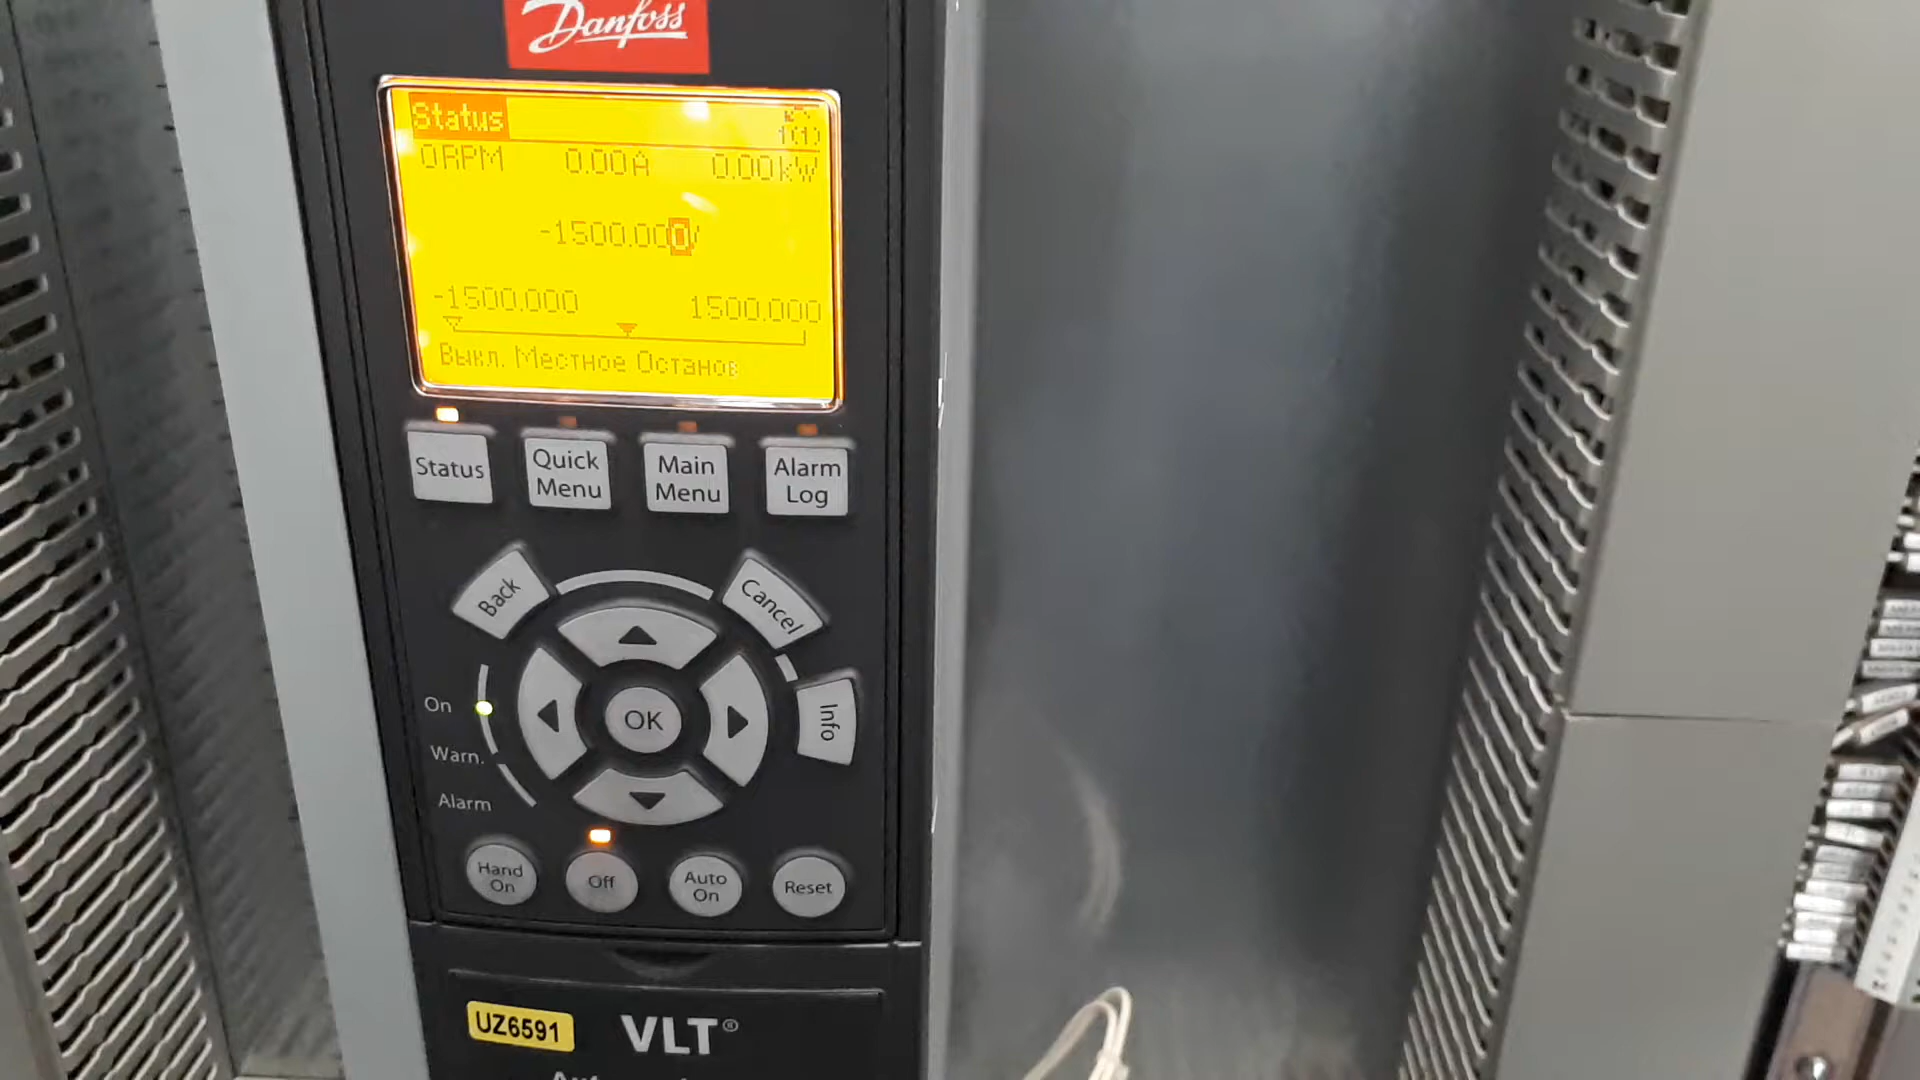 Danfoss
Status
1(1)
0RPM 0.00A 0.00kW
-1500.000
-1500.000 1500.000
Выкл. Местное Останов
Status
Quick Menu
Main Menu
Alarm Log
Back
Cancel
Info
OK
On
Warn.
Alarm
Hand On
Off
Auto On
Reset
UZ6591
VLT®